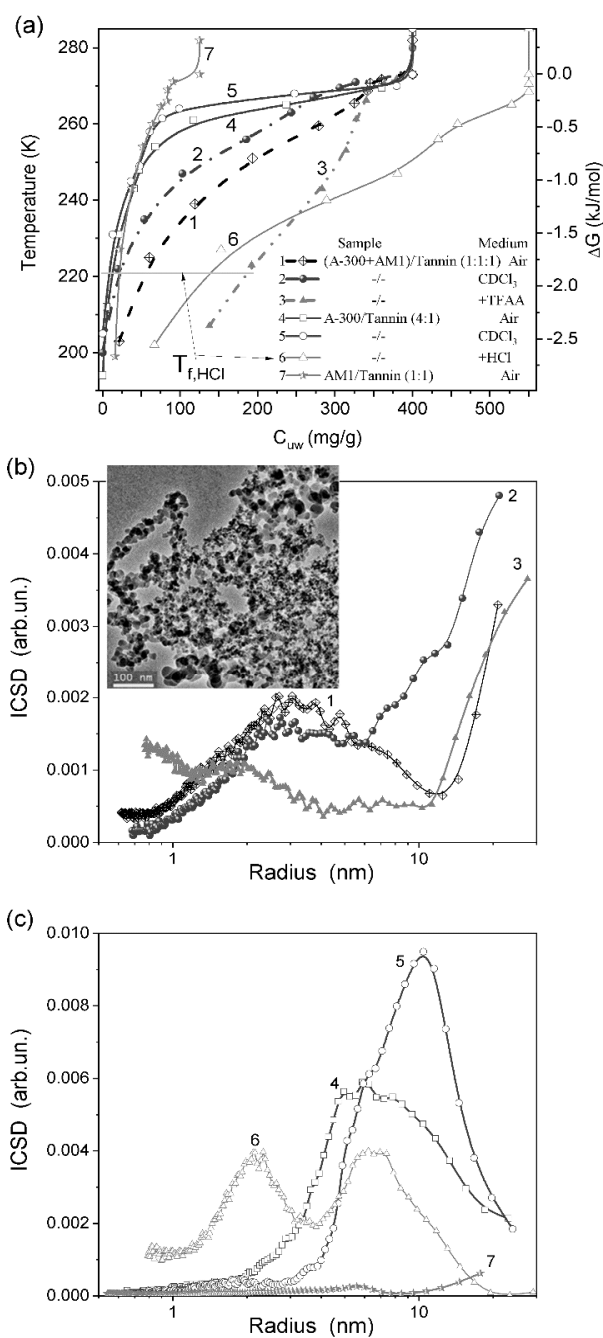 (a)
280
270
260
240
220
200
Temperature (K)
0.0
-0.5
-1.0
-1.5
-2.0
-2.5
ΔG (kJ/mol)
7
5
4
2
3
1
6
Sample Medium
1 (A-300+AM1)/Tannin (1:1:1) Air
2 -/- CDCl₃
3 -/- +TFAA
4 A-300/Tannin (4:1) Air
5 -/- CDCl₃
6 -/- +HCl
7 AM1/Tannin (1:1) Air
T_f,HCl
0 100 200 300 400 500
C_uw (mg/g)
(b)
0.005
0.004
0.003
0.002
0.001
0.000
ICSD (arb.un.)
100 nm
2
3
1
1 10
Radius (nm)
(c)
0.010
0.008
0.006
0.004
0.002
0.000
ICSD (arb.un.)
5
4
6
7
1 10
Radius (nm)